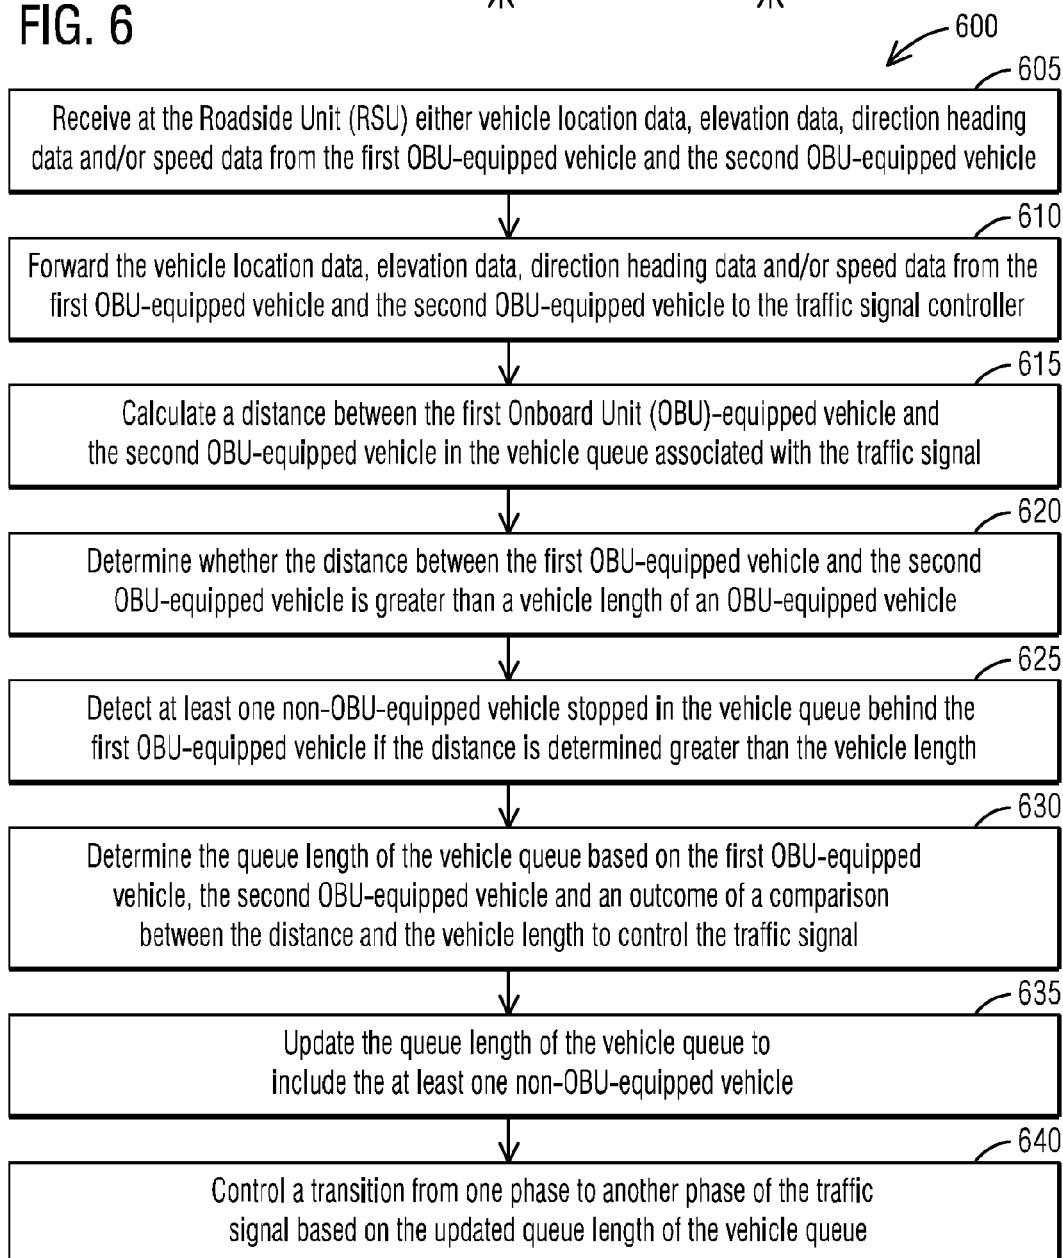 FIG. 6
600
605
Receive at the Roadside Unit (RSU) either vehicle location data, elevation data, direction heading
data and/or speed data from the first OBU-equipped vehicle and the second OBU-equipped vehicle
610
Forward the vehicle location data, elevation data, direction heading data and/or speed data from the
first OBU-equipped vehicle and the second OBU-equipped vehicle to the traffic signal controller
615
Calculate a distance between the first Onboard Unit (OBU)-equipped vehicle and
the second OBU-equipped vehicle in the vehicle queue associated with the traffic signal
620
Determine whether the distance between the first OBU-equipped vehicle and the second
OBU-equipped vehicle is greater than a vehicle length of an OBU-equipped vehicle
625
Detect at least one non-OBU-equipped vehicle stopped in the vehicle queue behind the
first OBU-equipped vehicle if the distance is determined greater than the vehicle length
630
Determine the queue length of the vehicle queue based on the first OBU-equipped
vehicle, the second OBU-equipped vehicle and an outcome of a comparison
between the distance and the vehicle length to control the traffic signal
635
Update the queue length of the vehicle queue to
include the at least one non-OBU-equipped vehicle
640
Control a transition from one phase to another phase of the traffic
signal based on the updated queue length of the vehicle queue